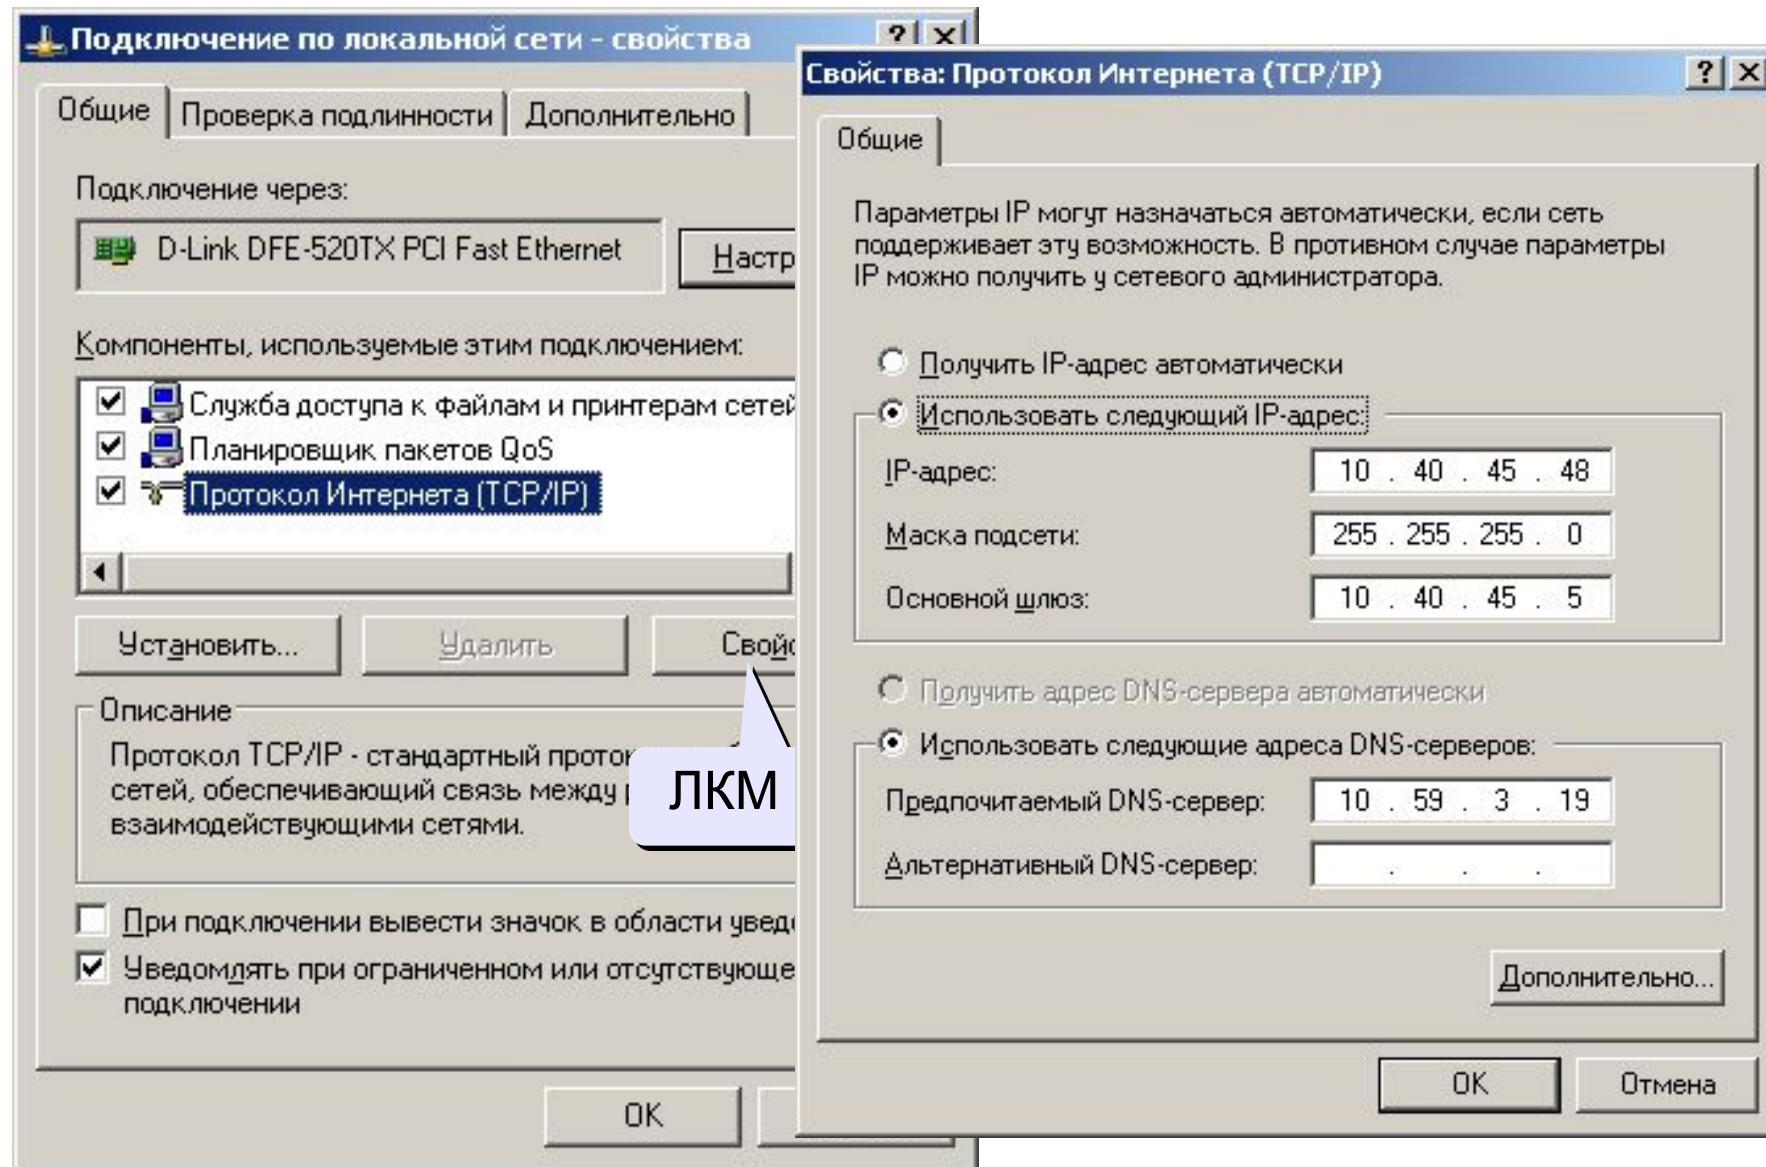 Подключение по локальной сети - свойства
Общие
Проверка подлинности
Дополнительно
Подключение через:
D-Link DFE-520TX PCI Fast Ethernet
Настр
Компоненты, используемые этим подключением:
Служба доступа к файлам и принтерам сетей
Планировщик пакетов QoS
Протокол Интернета (TCP/IP)
Установить...
Удалить
Свойс
Описание
Протокол TCP/IP - стандартный проток
сетей, обеспечивающий связь между
взаимодействующими сетями.
ЛКМ
При подключении вывести значок в области увед
Уведомлять при ограниченном или отсутствующе
подключении
OK
Свойства: Протокол Интернета (TCP/IP)
Общие
Параметры IP могут назначаться автоматически, если сеть
поддерживает эту возможность. В противном случае параметры
IP можно получить у сетевого администратора.
Получить IP-адрес автоматически
Использовать следующий IP-адрес:
IP-адрес: 10 . 40 . 45 . 48
Маска подсети: 255 . 255 . 255 . 0
Основной шлюз: 10 . 40 . 45 . 5
Получить адрес DNS-сервера автоматически
Использовать следующие адреса DNS-серверов:
Предпочитаемый DNS-сервер: 10 . 59 . 3 . 19
Альтернативный DNS-сервер: . . .
Дополнительно...
OK
Отмена